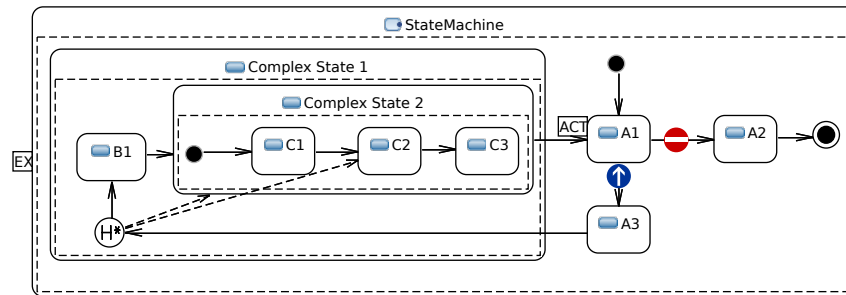 StateMachine
Complex State 1
Complex State 2
ACT
A1
A2
C1
C2
C3
B1
EX
H*
A3